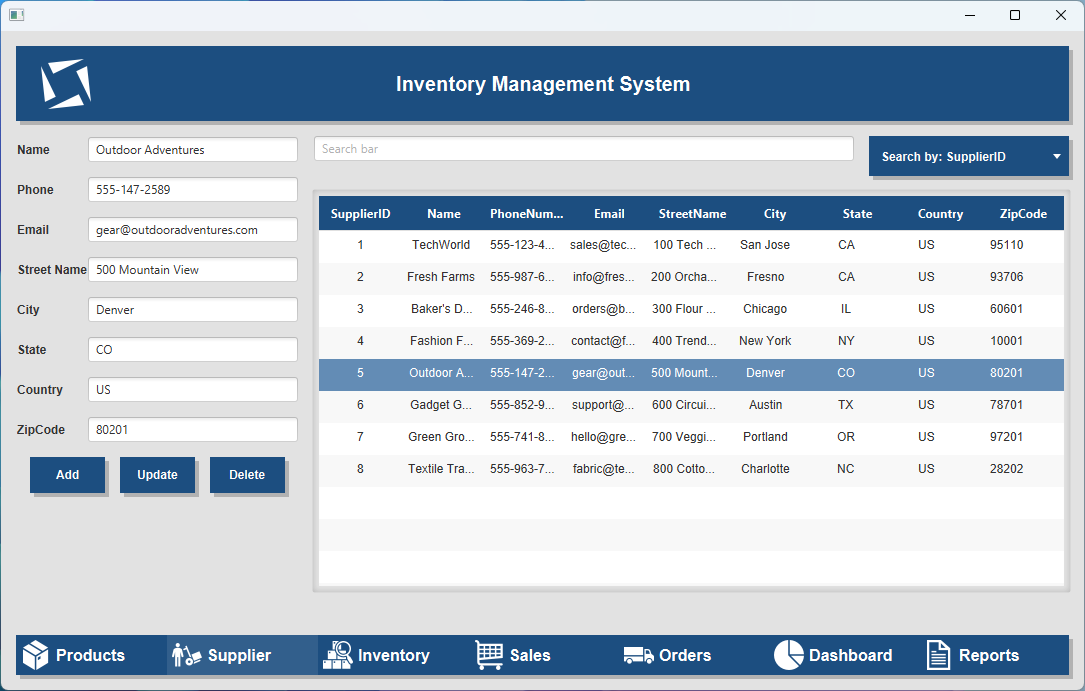 Inventory Management System
Name Outdoor Adventures
Phone 555-147-2589
Email gear@outdooradventures.com
Street Name 500 Mountain View
City Denver
State CO
Country US
ZipCode 80201
Add Update Delete
Search bar
Search by: SupplierID
SupplierID Name PhoneNum... Email StreetName City State Country ZipCode
1 TechWorld 555-123-4... sales@tec... 100 Tech ... San Jose CA US 95110
2 Fresh Farms 555-987-6... info@fres... 200 Orcha... Fresno CA US 93706
3 Baker's D... 555-246-8... orders@b... 300 Flour ... Chicago IL US 60601
4 Fashion F... 555-369-2... contact@f... 400 Trend... New York NY US 10001
5 Outdoor A... 555-147-2... gear@out... 500 Mount... Denver CO US 80201
6 Gadget G... 555-852-9... support@... 600 Circui... Austin TX US 78701
7 Green Gro... 555-741-8... hello@gre... 700 Veggi... Portland OR US 97201
8 Textile Tra... 555-963-7... fabric@te... 800 Cotto... Charlotte NC US 28202
Products Supplier Inventory Sales Orders Dashboard Reports